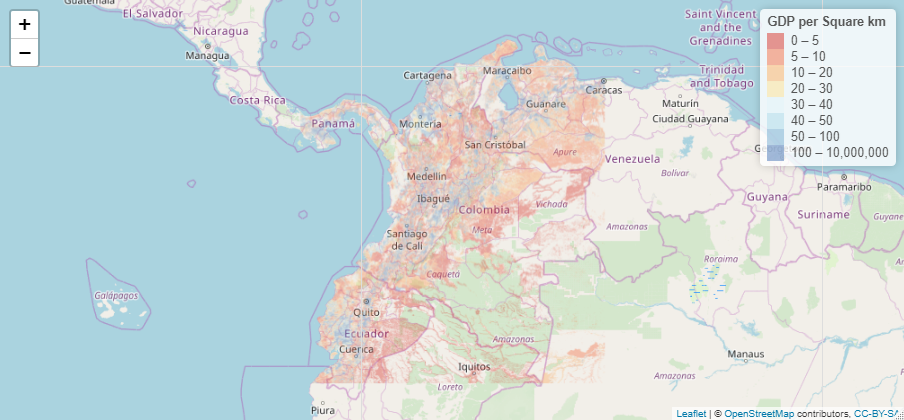 Guatemala
El Salvador
Nicaragua
Managua
Costa Rica
Panamá
Cartagena
Montería
Medellín
Ibagué
Colombia
Santiago
de Cali
Meta
Caquetá
Vichada
Maracaibo
Guanare
Caracas
San Cristóbal
Apure
Venezuela
Maturín
Ciudad Guayana
Bolívar
Amazonas
Saint Vincent
and the
Grenadines
Trinidad
and Tobago
Guyana
Georgetown
Paramaribo
Suriname
Guyane
Roraima
Manaus
Amazonas
Amazonas
Galápagos
Quito
Ecuador
Cuenca
Iquitos
Loreto
Piura
+
−
GDP per Square km
0 – 5
5 – 10
10 – 20
20 – 30
30 – 40
40 – 50
50 – 100
100 – 10,000,000
Leaflet | © OpenStreetMap contributors, CC-BY-SA